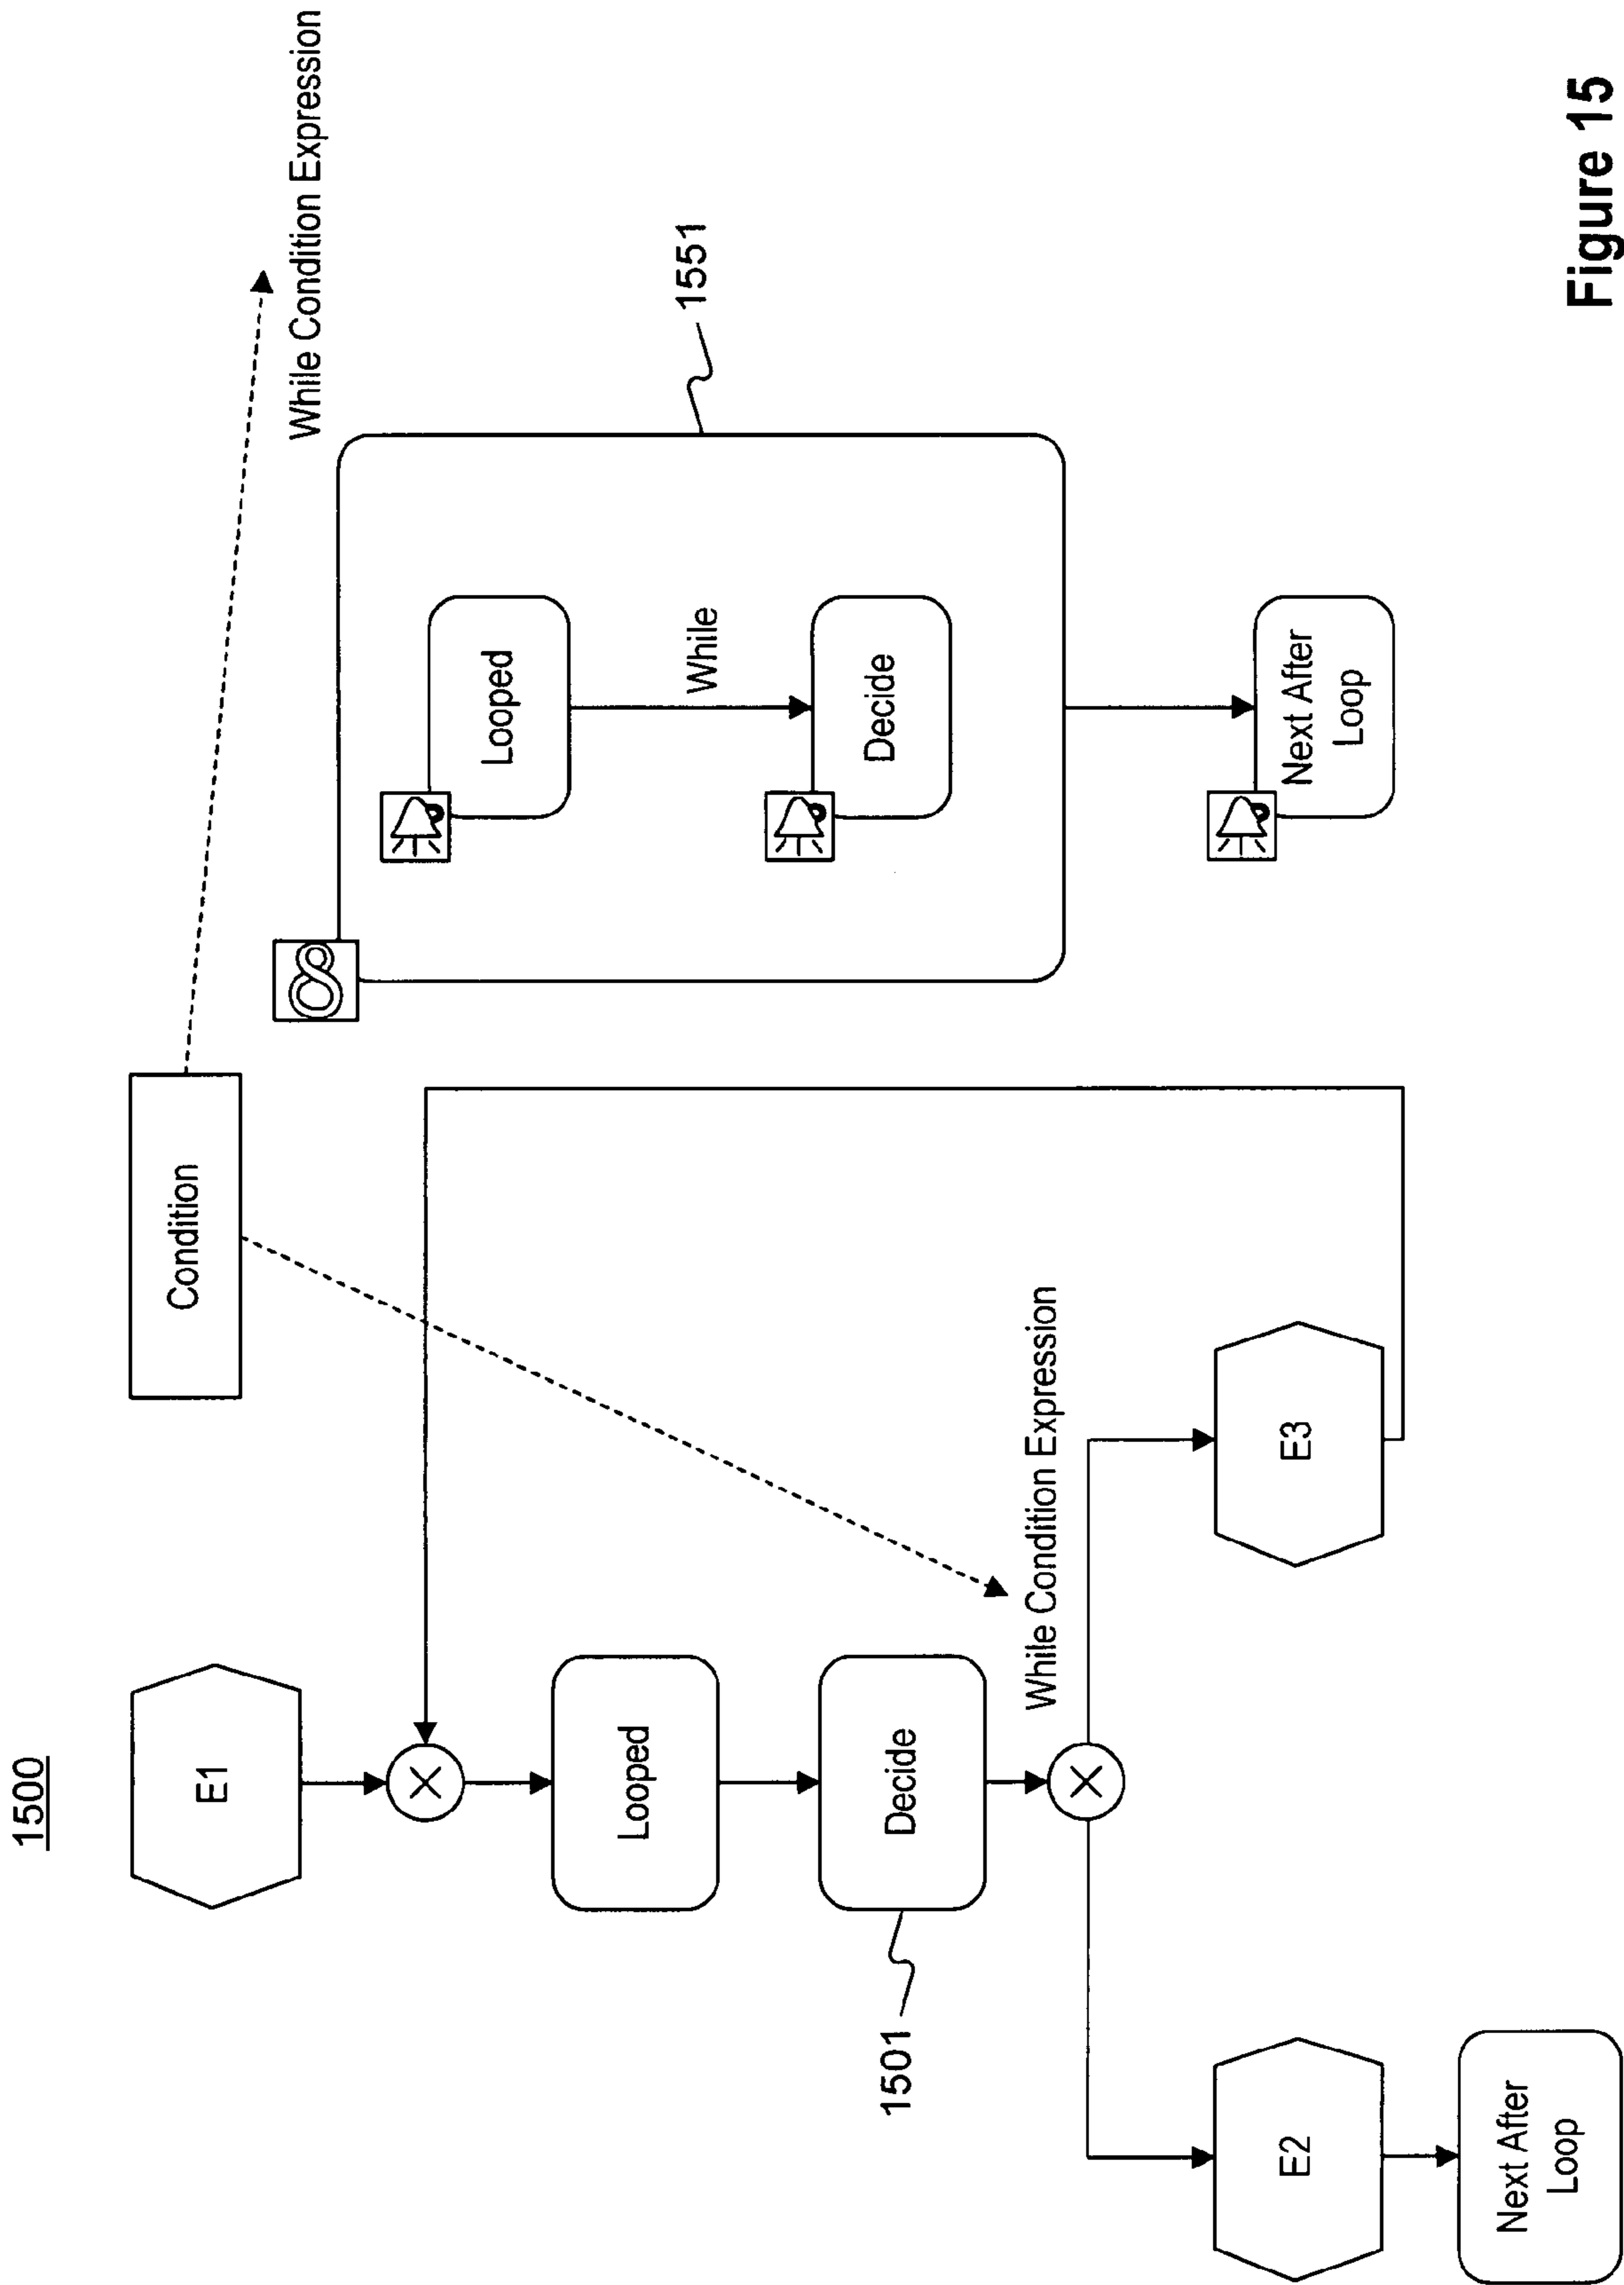 1500
E1
Looped
Decide
1501
While Condition Expression
E2
E3
Next After
Loop
Condition
While Condition Expression
Looped
While
Decide
1551
Next After
Loop
Figure 15